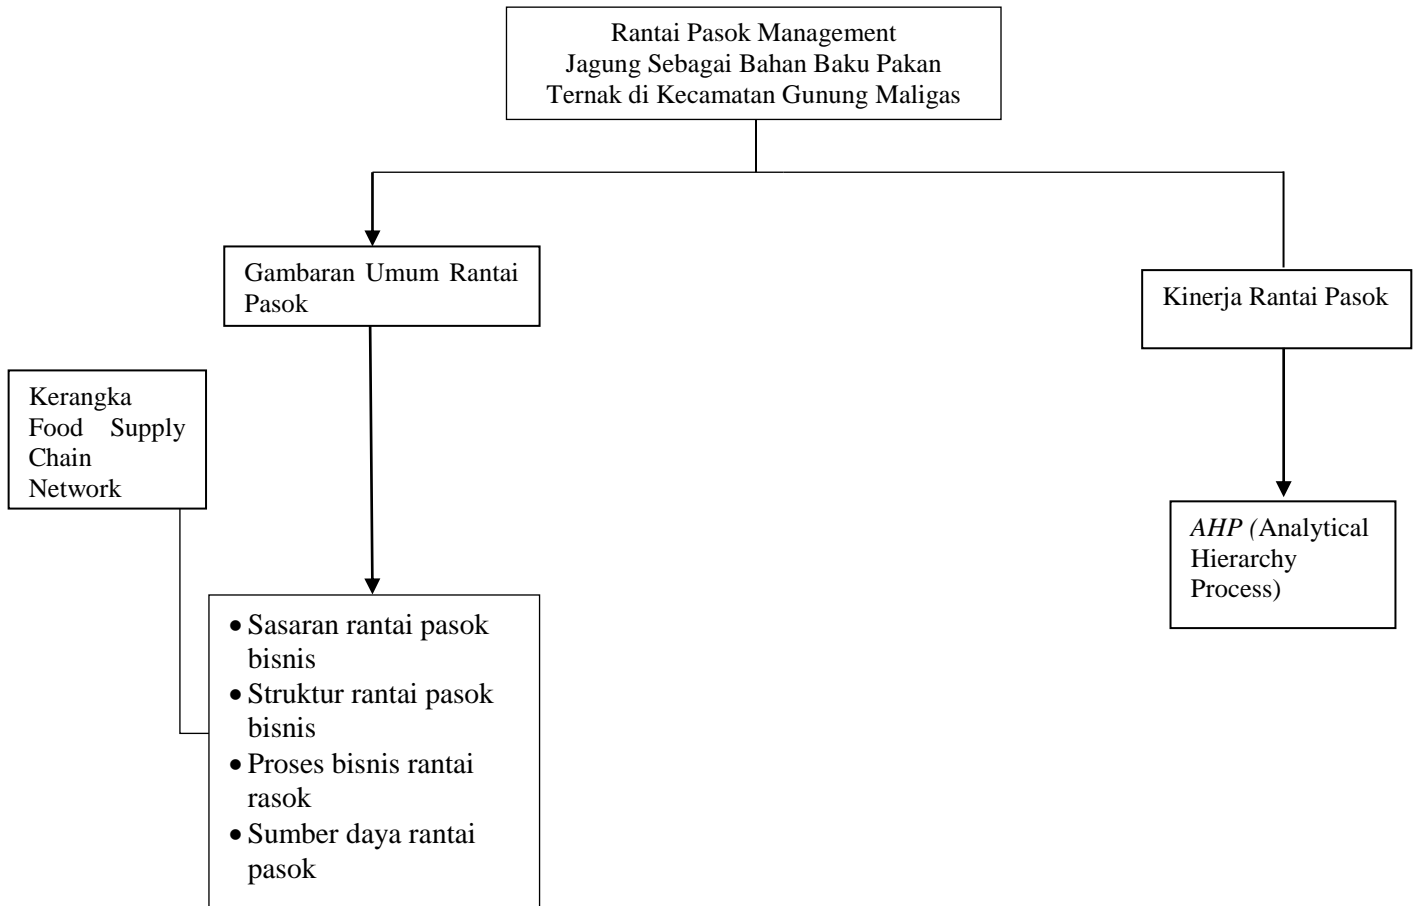 Rantai Pasok Management
Jagung Sebagai Bahan Baku Pakan
Ternak di Kecamatan Gunung Maligas
Gambaran Umum Rantai
Pasok
Kinerja Rantai Pasok
Kerangka
Food Supply
Chain
Network
AHP (Analytical
Hierarchy
Process)
• Sasaran rantai pasok
bisnis
• Struktur rantai pasok
bisnis
• Proses bisnis rantai
rasok
• Sumber daya rantai
pasok